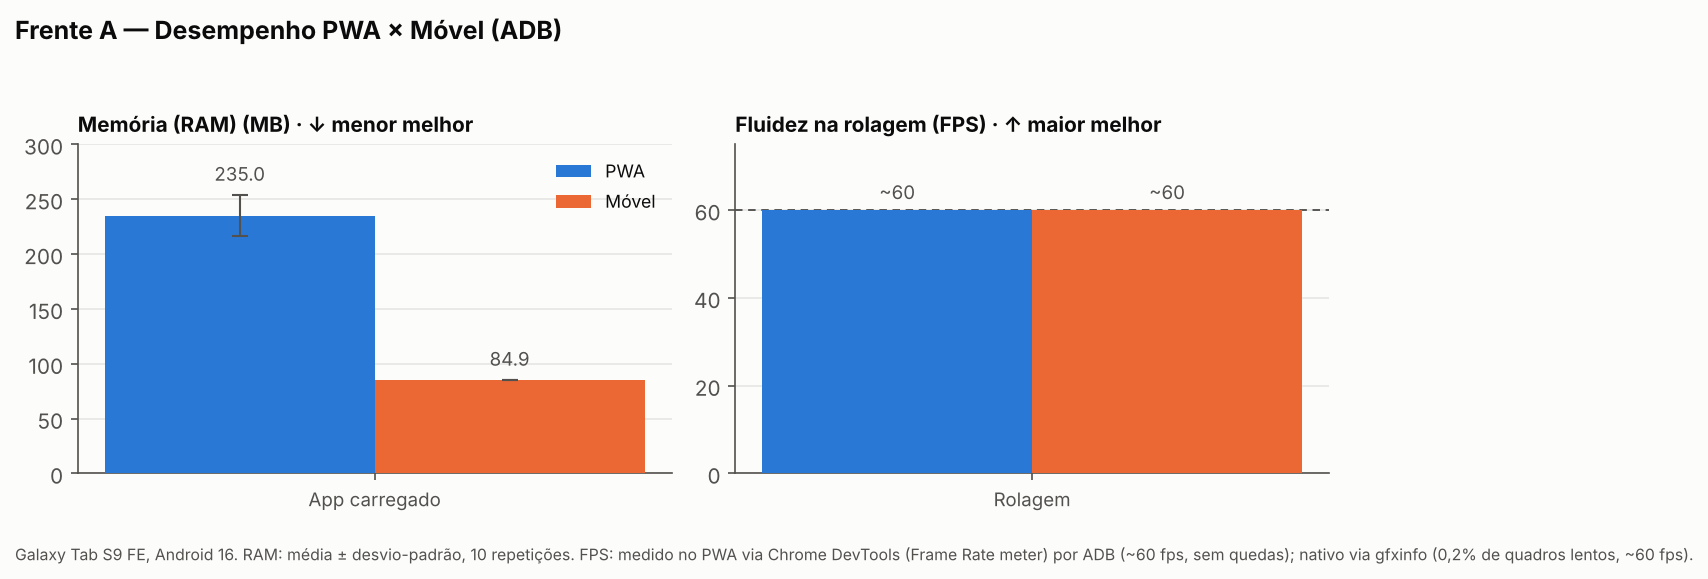 Frente A — Desempenho PWA × Móvel (ADB)
Memória (RAM) (MB) · ↓ menor melhor
300
250
200
150
100
50
0
235.0
84.9
PWA
Móvel
App carregado
Fluidez na rolagem (FPS) · ↑ maior melhor
60
40
20
0
~60
~60
Rolagem
Galaxy Tab S9 FE, Android 16. RAM: média ± desvio-padrão, 10 repetições. FPS: medido no PWA via Chrome DevTools (Frame Rate meter) por ADB (~60 fps, sem quedas); nativo via gfxinfo (0,2% de quadros lentos, ~60 fps).